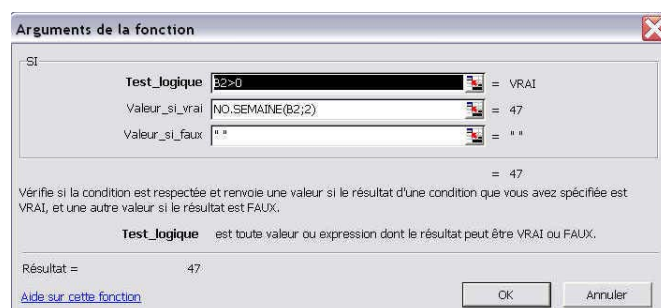 Arguments de la fonction
SI
Test_logique B2>0 = VRAI
Valeur_si_vrai NO.SEMAINE(B2;2) = 47
Valeur_si_faux " " = " "
= 47
Vérifie si la condition est respectée et renvoie une valeur si le résultat d'une condition que vous avez spécifiée est
VRAI, et une autre valeur si le résultat est FAUX.
Test_logique est toute valeur ou expression dont le résultat peut être VRAI ou FAUX.
Résultat = 47
Aide sur cette fonction OK Annuler